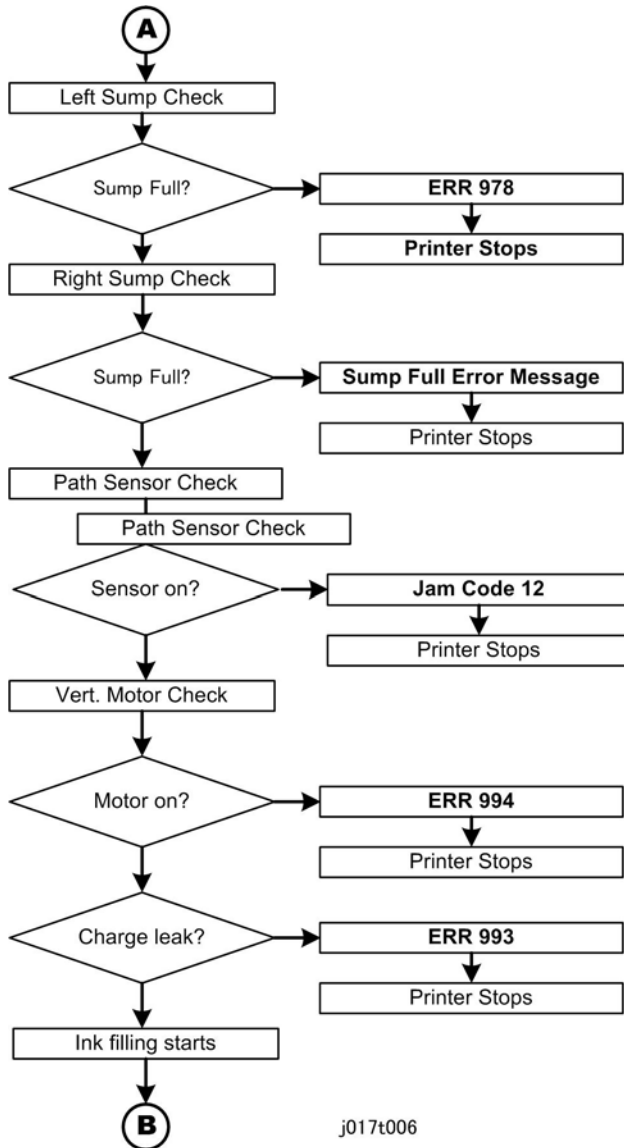 A
Left Sump Check
Sump Full?
ERR 978
Printer Stops
Right Sump Check
Sump Full?
Sump Full Error Message
Printer Stops
Path Sensor Check
Path Sensor Check
Sensor on?
Jam Code 12
Printer Stops
Vert. Motor Check
Motor on?
ERR 994
Printer Stops
Charge leak?
ERR 993
Printer Stops
Ink filling starts
B
j017t006